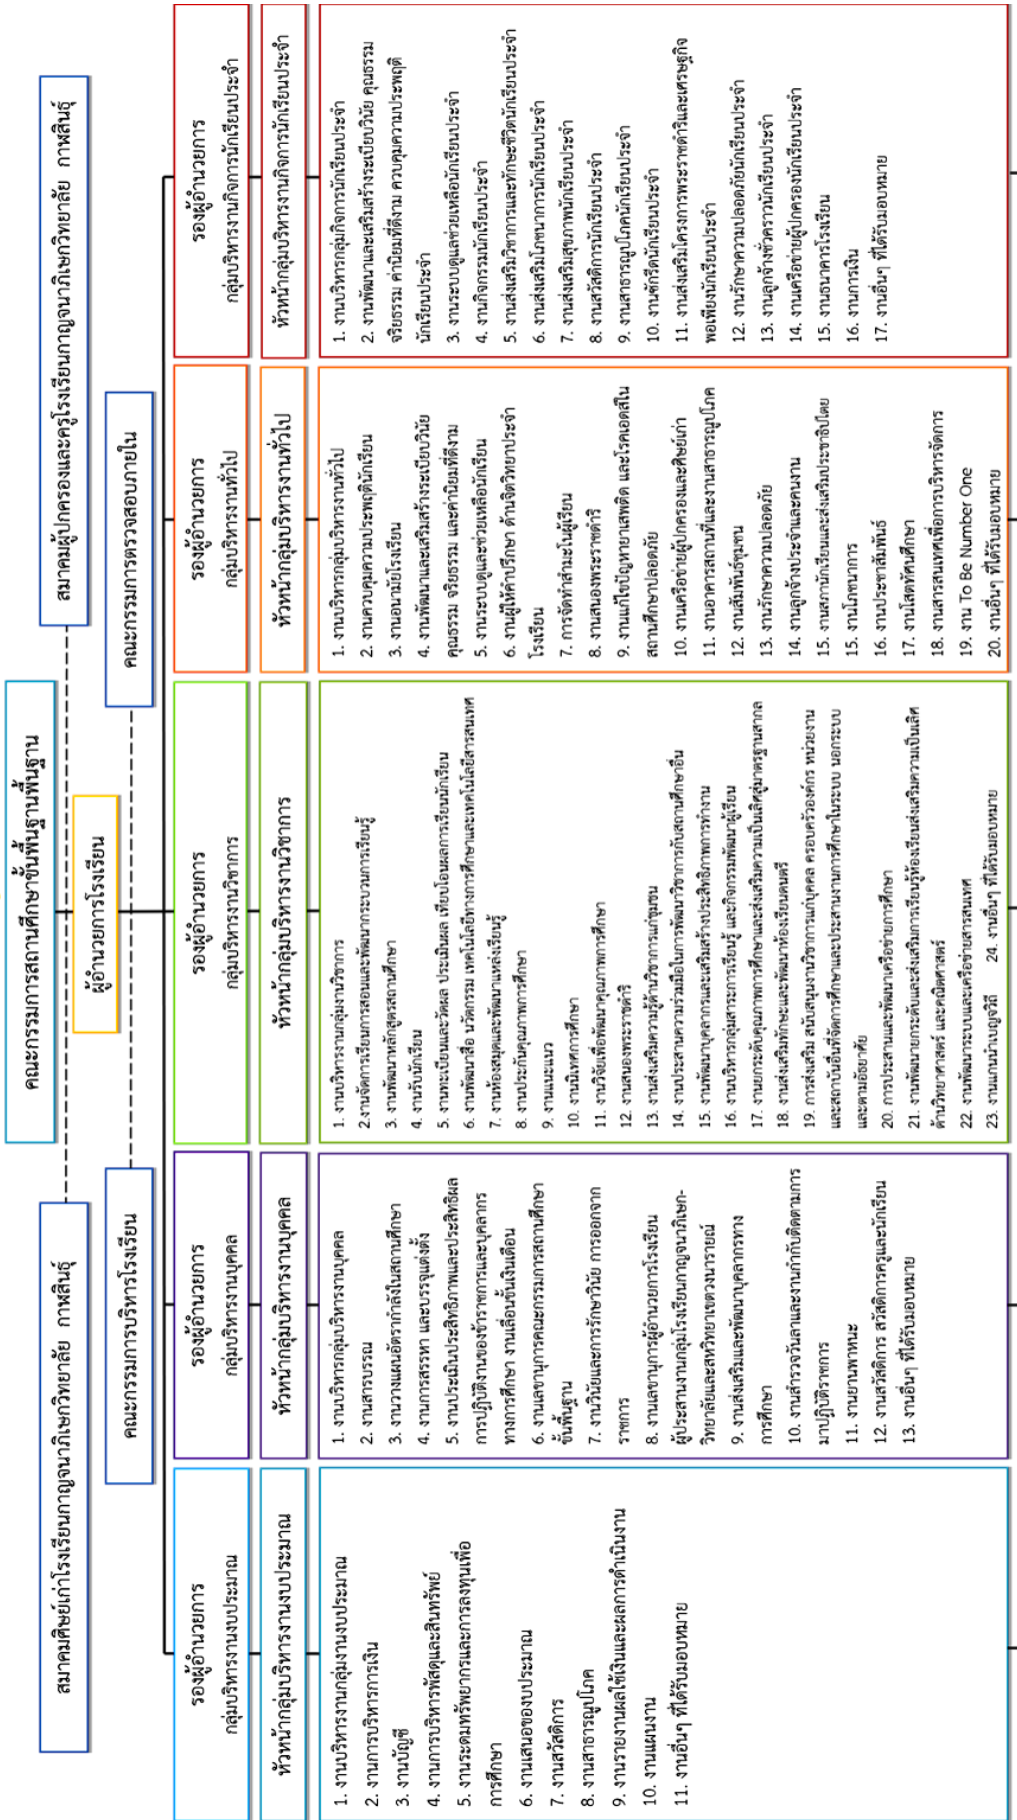 คณะกรรมการสถานศึกษาขั้นพื้นฐานพื้นฐาน
สมาคมศิษย์เก่าโรงเรียนกาญจนาภิเษกวิทยาลัย กาฬสินธุ์
สมาคมผู้ปกครองและครูโรงเรียนกาญจนาภิเษกวิทยาลัย กาฬสินธุ์
ผู้อำนวยการโรงเรียน
คณะกรรมการบริหารโรงเรียน
คณะกรรมการตรวจสอบภายใน
รองผู้อำนวยการ
กลุ่มบริหารงานงบประมาณ
หัวหน้ากลุ่มบริหารงานงบประมาณ
1. งานบริหารงานกลุ่มงานงบประมาณ
2. งานการบริหารการเงิน
3. งานบัญชี
4. งานการบริหารพัสดุและสินทรัพย์
5. งานระดมทรัพยากรและการลงทุนเพื่อ
การศึกษา
6. งานเสนอของบประมาณ
7. งานสวัสดิการ
8. งานสาธารณูปโภค
9. งานรายงานผลใช้เงินและผลการดำเนินงาน
10. งานแผนงาน
11. งานอื่นๆ ที่ได้รับมอบหมาย
รองผู้อำนวยการ
กลุ่มบริหารงานบุคคล
หัวหน้ากลุ่มบริหารงานบุคคล
1. งานบริหารกลุ่มบริหารงานบุคคล
2. งานสารบรรณ
3. งานวางแผนอัตรากำลังในสถานศึกษา
4. งานการสรรหา และบรรจุแต่งตั้ง
5. งานประเมินประสิทธิภาพและประสิทธิผล
การปฏิบัติงานของข้าราชการและบุคลากร
ทางการศึกษา งานเลื่อนขั้นเงินเดือน
6. งานเลขานุการคณะกรรมการสถานศึกษา
ขั้นพื้นฐาน
7. งานวินัยและการรักษาวินัย การออกจาก
ราชการ
8. งานเลขานุการผู้อำนวยการโรงเรียน
ผู้ประสานงานกลุ่มโรงเรียนกาญจนาภิเษก-
วิทยาลัยและสหวิทยาเขตวงนารายณ์
9. งานส่งเสริมและพัฒนาบุคลากรทาง
การศึกษา
10. งานสำรวจวันลาและงานกำกับติดตามการ
มาปฏิบัติราชการ
11. งานยานพาหนะ
12. งานสวัสดิการ สวัสดิการครูและนักเรียน
13. งานอื่นๆ ที่ได้รับมอบหมาย
รองผู้อำนวยการ
กลุ่มบริหารงานวิชาการ
หัวหน้ากลุ่มบริหารงานวิชาการ
1. งานบริหารงานกลุ่มงานวิชาการ
2.งานจัดการเรียนการสอนและพัฒนากระบวนการเรียนรู้
3. งานพัฒนาหลักสูตรสถานศึกษา
4. งานรับนักเรียน
5. งานทะเบียนและวัดผล ประเมินผล เทียบโอนผลการเรียนนักเรียน
6. งานพัฒนาสื่อ นวัตกรรม เทคโนโลยีทางการศึกษาและเทคโนโลยีสารสนเทศ
7. งานห้องสมุดและพัฒนาแหล่งเรียนรู้
8. งานประกันคุณภาพการศึกษา
9. งานแนะแนว
10. งานนิเทศการศึกษา
11. งานวิจัยเพื่อพัฒนาคุณภาพการศึกษา
12. งานสนองพระราชดำริ
13. งานส่งเสริมความรู้ด้านวิชาการแก่ชุมชน
14. งานประสานความร่วมมือในการพัฒนาวิชาการกับสถานศึกษาอื่น
15. งานพัฒนาบุคลากรและเสริมสร้างประสิทธิภาพการทำงาน
16. งานบริหารกลุ่มสาระการเรียนรู้ และกิจกรรมพัฒนาผู้เรียน
17. งานยกระดับคุณภาพการศึกษาและส่งเสริมความเป็นเลิศสู่มาตรฐานสากล
18. งานส่งเสริมทักษะและพัฒนาห้องเรียนดนตรี
19. การส่งเสริม สนับสนุนงานวิชาการแก่บุคคล ครอบครัวองค์กร หน่วยงาน
และสถาบันอื่นที่จัดการศึกษาและประสานงานการศึกษาในระบบ นอกระบบ
และตามอัธยาศัย
20. การประสานและพัฒนาเครือข่ายการศึกษา
21. งานพัฒนายกระดับและส่งเสริมการเรียนรู้ห้องเรียนส่งเสริมความเป็นเลิศ
ด้านวิทยาศาสตร์ และคณิตศาสตร์
22. งานพัฒนาระบบและเครือข่ายสารสนเทศ
23. งานแกนนำเบญจวิถี 24. งานอื่นๆ ที่ได้รับมอบหมาย
รองผู้อำนวยการ
กลุ่มบริหารงานทั่วไป
หัวหน้ากลุ่มบริหารงานทั่วไป
1. งานบริหารกลุ่มบริหารงานทั่วไป
2. งานควบคุมความประพฤตินักเรียน
3. งานอนามัยโรงเรียน
4. งานพัฒนาและเสริมสร้างระเบียบวินัย
คุณธรรม จริยธรรม และค่านิยมที่ดีงาม
5. งานระบบดูและช่วยเหลือนักเรียน
6. งานผู้ให้คำปรึกษา ด้านจิตวิทยาประจำ
โรงเรียน
7. การจัดทำสำมะโนผู้เรียน
8. งานสนองพระราชดำริ
9. งานแก้ไขปัญหายาเสพติด และโรคเอดส์ใน
สถานศึกษาปลอดภัย
10. งานเครือข่ายผู้ปกครองและศิษย์เก่า
11. งานอาคารสถานที่และงานสาธารณูปโภค
12. งานสัมพันธ์ชุมชน
13. งานรักษาความปลอดภัย
14. งานลูกจ้างประจำและคนงาน
15. งานสภานักเรียนและส่งเสริมประชาธิปไตย
15. งานโภชนาการ
16. งานประชาสัมพันธ์
17. งานโสตทัศนศึกษา
18. งานสารสนเทศเพื่อการบริหารจัดการ
19. งาน To Be Number One
20. งานอื่นๆ ที่ได้รับมอบหมาย
รองผู้อำนวยการ
กลุ่มบริหารงานกิจการนักเรียนประจำ
หัวหน้ากลุ่มบริหารงานกิจการนักเรียนประจำ
1. งานบริหารกลุ่มกิจการนักเรียนประจำ
2. งานพัฒนาและเสริมสร้างระเบียบวินัย คุณธรรม
จริยธรรม ค่านิยมที่ดีงาม ควบคุมความประพฤติ
นักเรียนประจำ
3. งานระบบดูแลช่วยเหลือนักเรียนประจำ
4. งานกิจกรรมนักเรียนประจำ
5. งานส่งเสริมวิชาการและทักษะชีวิตนักเรียนประจำ
6. งานส่งเสริมโภชนาการนักเรียนประจำ
7. งานส่งเสริมสุขภาพนักเรียนประจำ
8. งานสวัสดิการนักเรียนประจำ
9. งานสาธารณูปโภคนักเรียนประจำ
10. งานซักรีดนักเรียนประจำ
11. งานส่งเสริมโครงการพระราชดำริและเศรษฐกิจ
พอเพียงนักเรียนประจำ
12. งานรักษาความปลอดภัยนักเรียนประจำ
13. งานลูกจ้างชั่วคราวนักเรียนประจำ
14. งานเครือข่ายผู้ปกครองนักเรียนประจำ
15. งานธนาคารโรงเรียน
16. งานการเงิน
17. งานอื่นๆ ที่ได้รับมอบหมาย